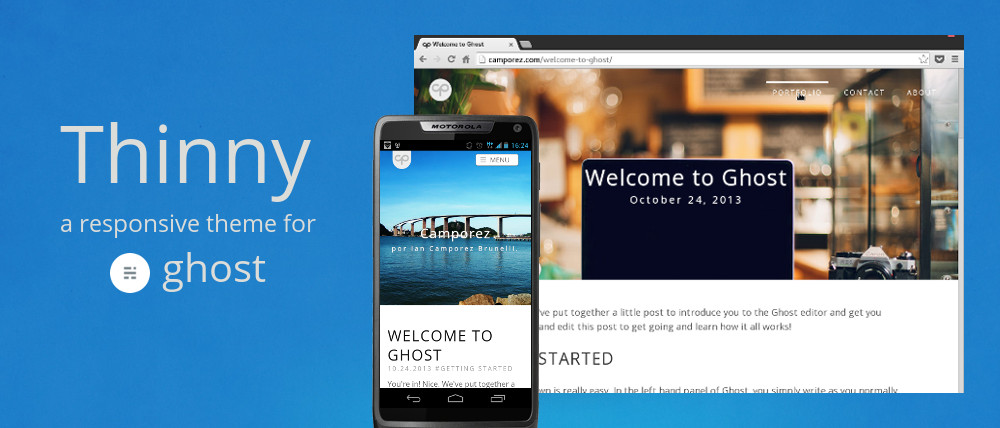 Thinny
a responsive theme for
ghost
Welcome to Ghost
camporez.com/welcome-to-ghost/
PORTFOLIO
CONTACT
ABOUT
Welcome to Ghost
October 24, 2013
've put together a little post to introduce you to the Ghost editor and get you
and edit this post to get going and learn how it all works!
STARTED
wn is really easy. In the left hand panel of Ghost, you simply write as you normally
MOTOROLA
16:24
MENU
Camporez
por Ian Camporez Brunelli.
WELCOME TO
GHOST
10.24.2013 #GETTING STARTED
You're in! Nice. We've put together a